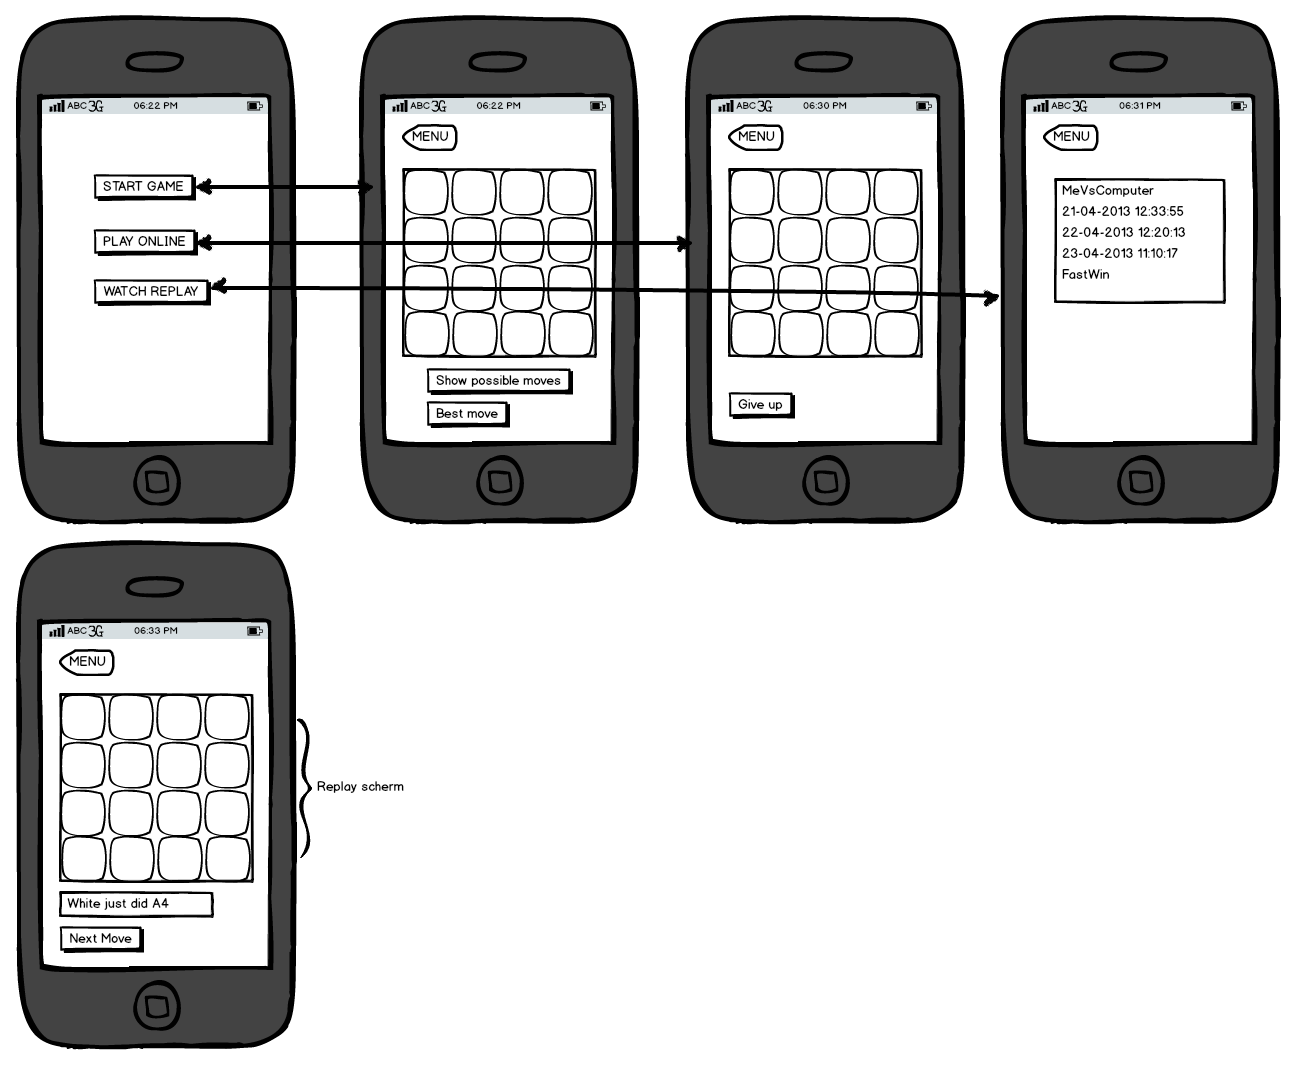 ABC 3G 06:22 PM
START GAME
PLAY ONLINE
WATCH REPLAY
ABC 3G 06:22 PM
MENU
Show possible moves
Best move
ABC 3G 06:30 PM
MENU
Give up
ABC 3G 06:31 PM
MENU
MeVsComputer
21-04-2013 12:33:55
22-04-2013 12:20:13
23-04-2013 11:10:17
FastWin
ABC 3G 06:33 PM
MENU
Replay scherm
White just did A4
Next Move